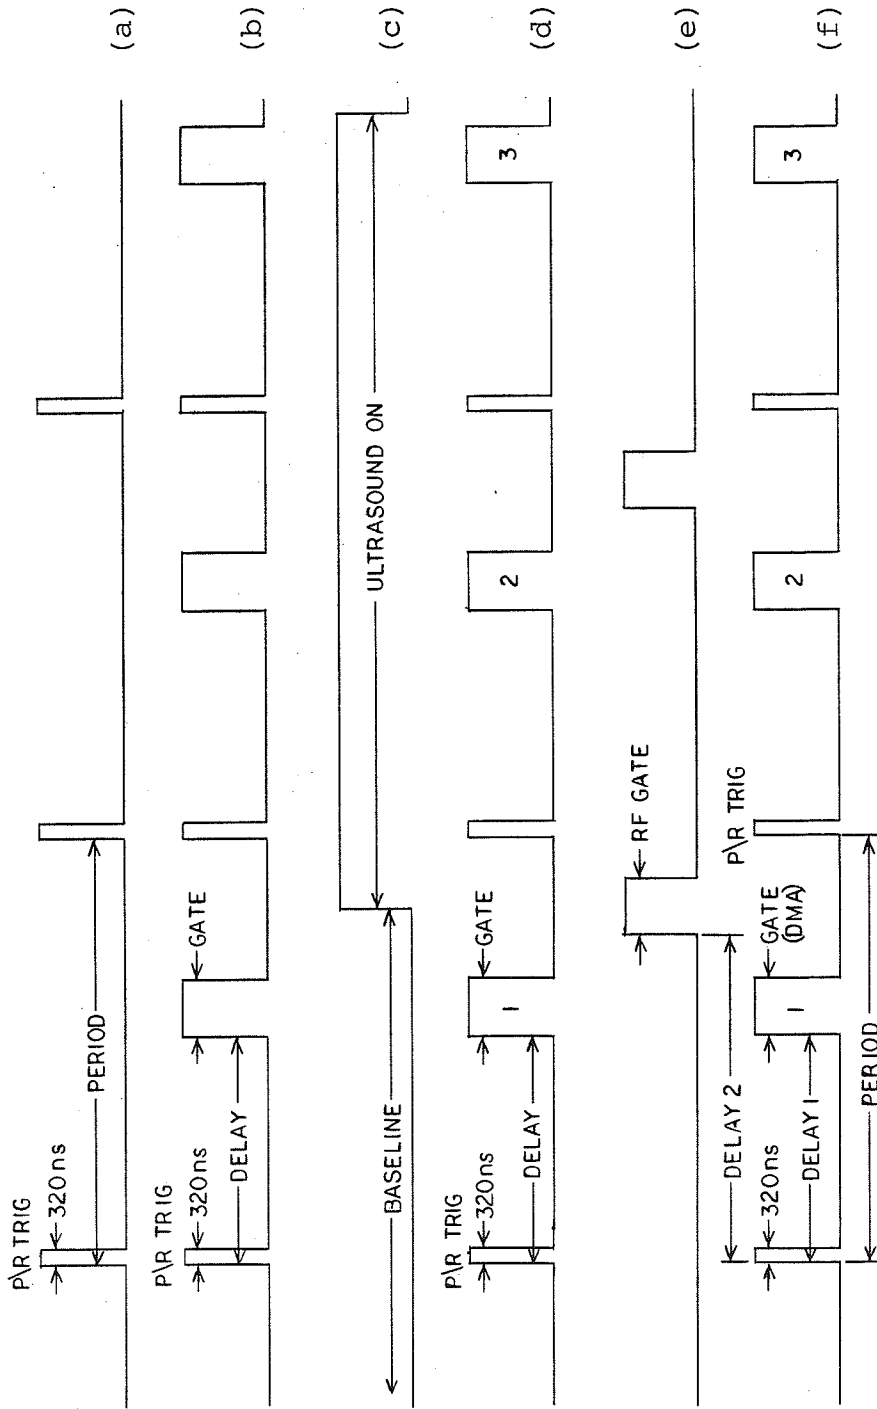 P\R TRIG
320ns
PERIOD
(a)
P\R TRIG
320ns
DELAY
GATE
(b)
BASELINE
ULTRASOUND ON
(c)
P\R TRIG
320ns
DELAY
GATE
1
2
3
(d)
DELAY 2
RF GATE
(e)
320ns
DELAY 1
GATE
(DMA)
P\R TRIG
PERIOD
1
2
3
(f)